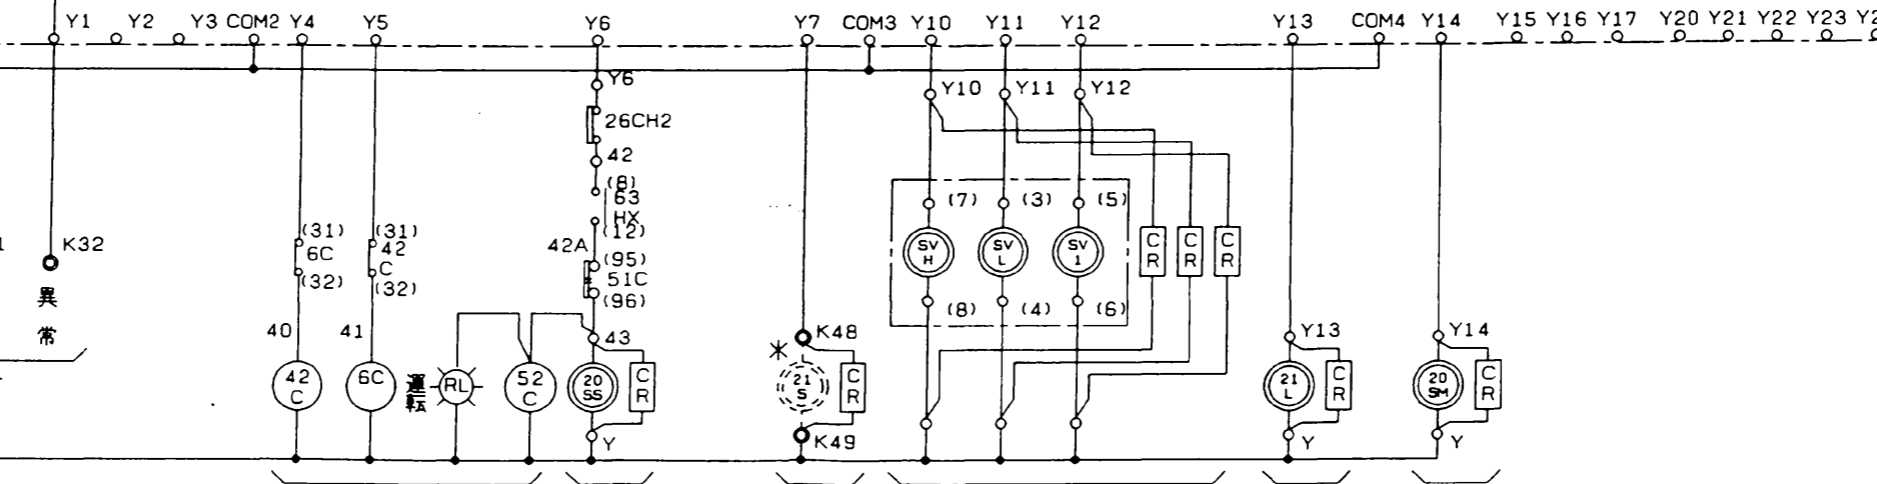 Y1 Y2 Y3 COM2 Y4 Y5 Y6 Y7 COM3 Y10 Y11 Y12 Y13 COM4 Y14 Y15 Y16 Y17 Y20 Y21 Y22 Y23
Y6
Y10 Y11 Y12
26CH2
42
(8)
63
HX
(12)
(7) (3) (5)
K32
(31) (31)
6C 42
C
(32) (32)
42A
(95)
51C
(96)
SV
H
SV
L
SV
1
C
R
C
R
C
R
異
常
(8) (4) (6)
40 41 43
K48
Y13
Y14
42
C
6C
運
転
RL
52
C
20
SS
C
R
*
21
S
C
R
21
L
C
R
20
SM
C
R
Y
K49
Y
Y